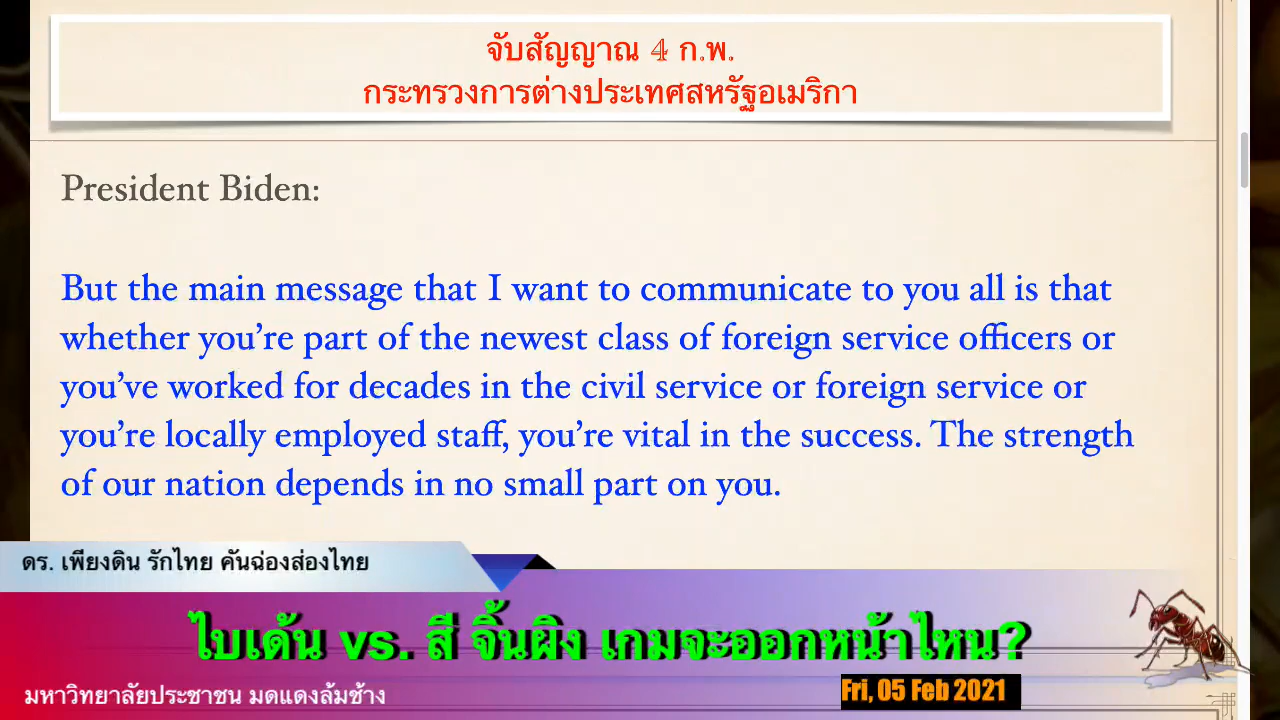 จับสัญญาณ 4 ก.พ.
กระทรวงการต่างประเทศสหรัฐอเมริกา
President Biden:
But the main message that I want to communicate to you all is that
whether you’re part of the newest class of foreign service officers or
you’ve worked for decades in the civil service or foreign service or
you’re locally employed staff, you’re vital in the success. The strength
of our nation depends in no small part on you.
ดร. เพียงดิน รักไทย คันฉ่องส่องไทย
ไบเด้น vs. สี จิ้นผิง เกมจะออกหน้าไหน?
มหาวิทยาลัยประชาชน มดแดงล้มช้าง
Fri, 05 Feb 2021